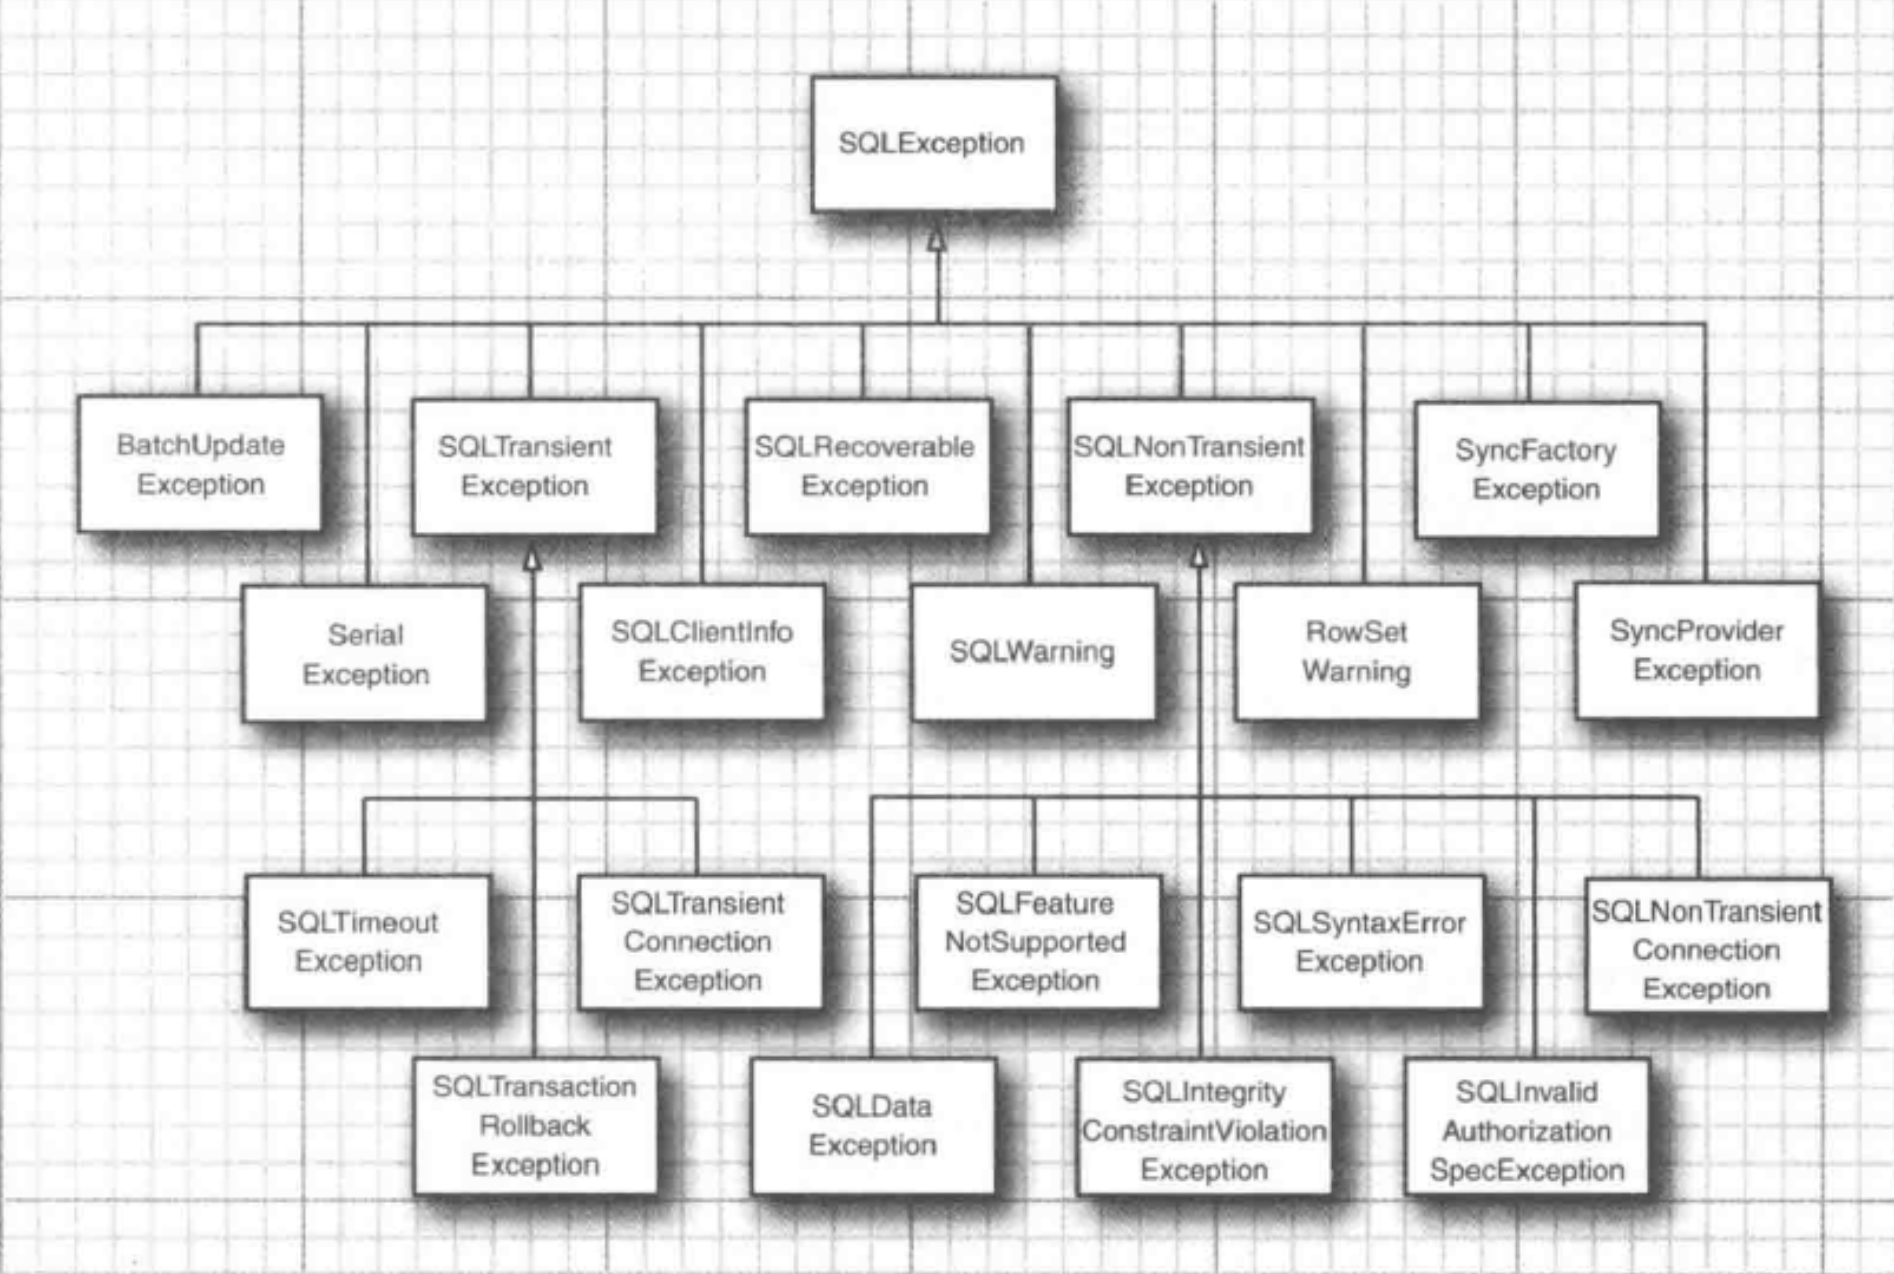 SQLException
BatchUpdate
Exception
SQLTransient
Exception
SQLRecoverable
Exception
SQLNonTransient
Exception
SyncFactory
Exception
Serial
Exception
SQLClientInfo
Exception
SQLWarning
RowSet
Warning
SyncProvider
Exception
SQLTimeout
Exception
SQLTransient
Connection
Exception
SQLFeature
NotSupported
Exception
SQLSyntaxError
Exception
SQLNonTransient
Connection
Exception
SQLTransaction
Rollback
Exception
SQLData
Exception
SQLIntegrity
ConstraintViolation
Exception
SQLInvalid
Authorization
SpecException